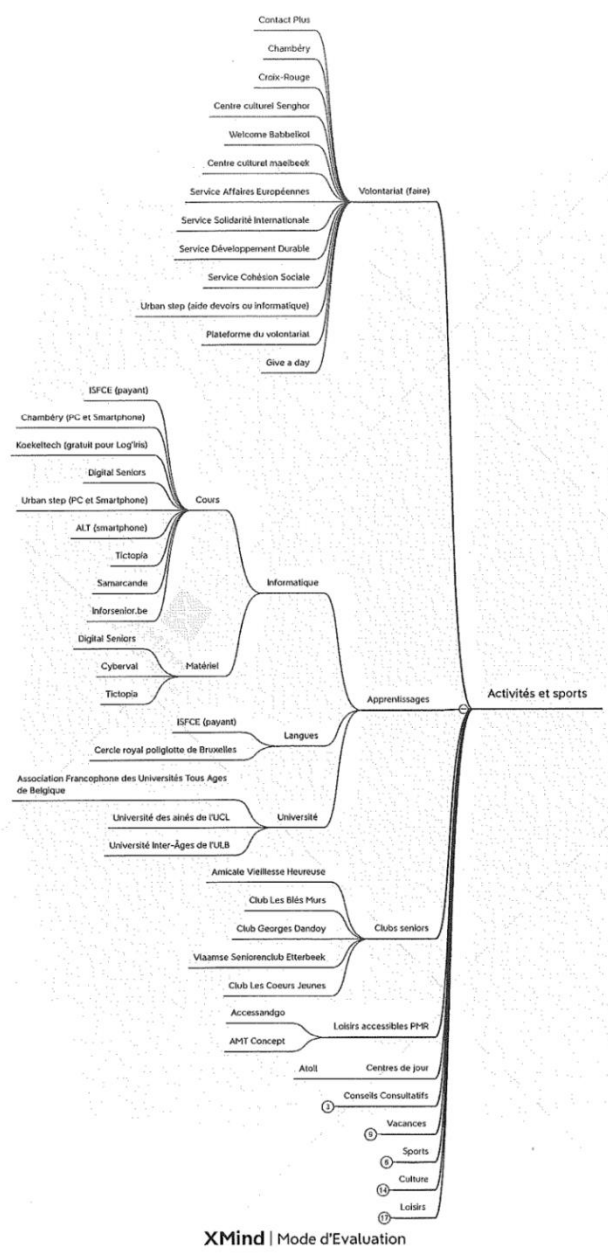 Contact Plus
Chambéry
Croix-Rouge
Centre culturel Senghor
Welcome Babbelkot
Centre culturel maelbeek
Service Affaires Européennes
Volontariat (faire)
Service Solidarité Internationale
Service Développement Durable
Service Cohésion Sociale
Urban step (aide devoirs ou informatique)
Plateforme du volontariat
Give a day
ISFCE (payant)
Chambéry (PC et Smartphone)
Koekeltech (gratuit pour Log'Iris)
Digital Seniors
Urban step (PC et Smartphone)
Cours
ALT (smartphone)
Tictopia
Samarcande
Inforsenior.be
Informatique
Digital Seniors
Cyberval
Matériel
Tictopia
Apprentissages
Activités et sports
ISFCE (payant)
Langues
Cercle royal poliglotte de Bruxelles
Association Francophone des Universités Tous Ages
de Belgique
Université des ainés de l'UCL
Université
Université Inter-Âges de l'ULB
Amicale Vieillesse Heureuse
Club Les Blés Murs
Club Georges Dandoy
Clubs seniors
Vlaamse Seniorenclub Etterbeek
Club Les Coeurs Jeunes
Accessandgo
Loisirs accessibles PMR
AMT Concept
Atoll
Centres de jour
Conseils Consultatifs
3
Vacances
9
Sports
6
Culture
14
Loisirs
17
XMind | Mode d'Evaluation